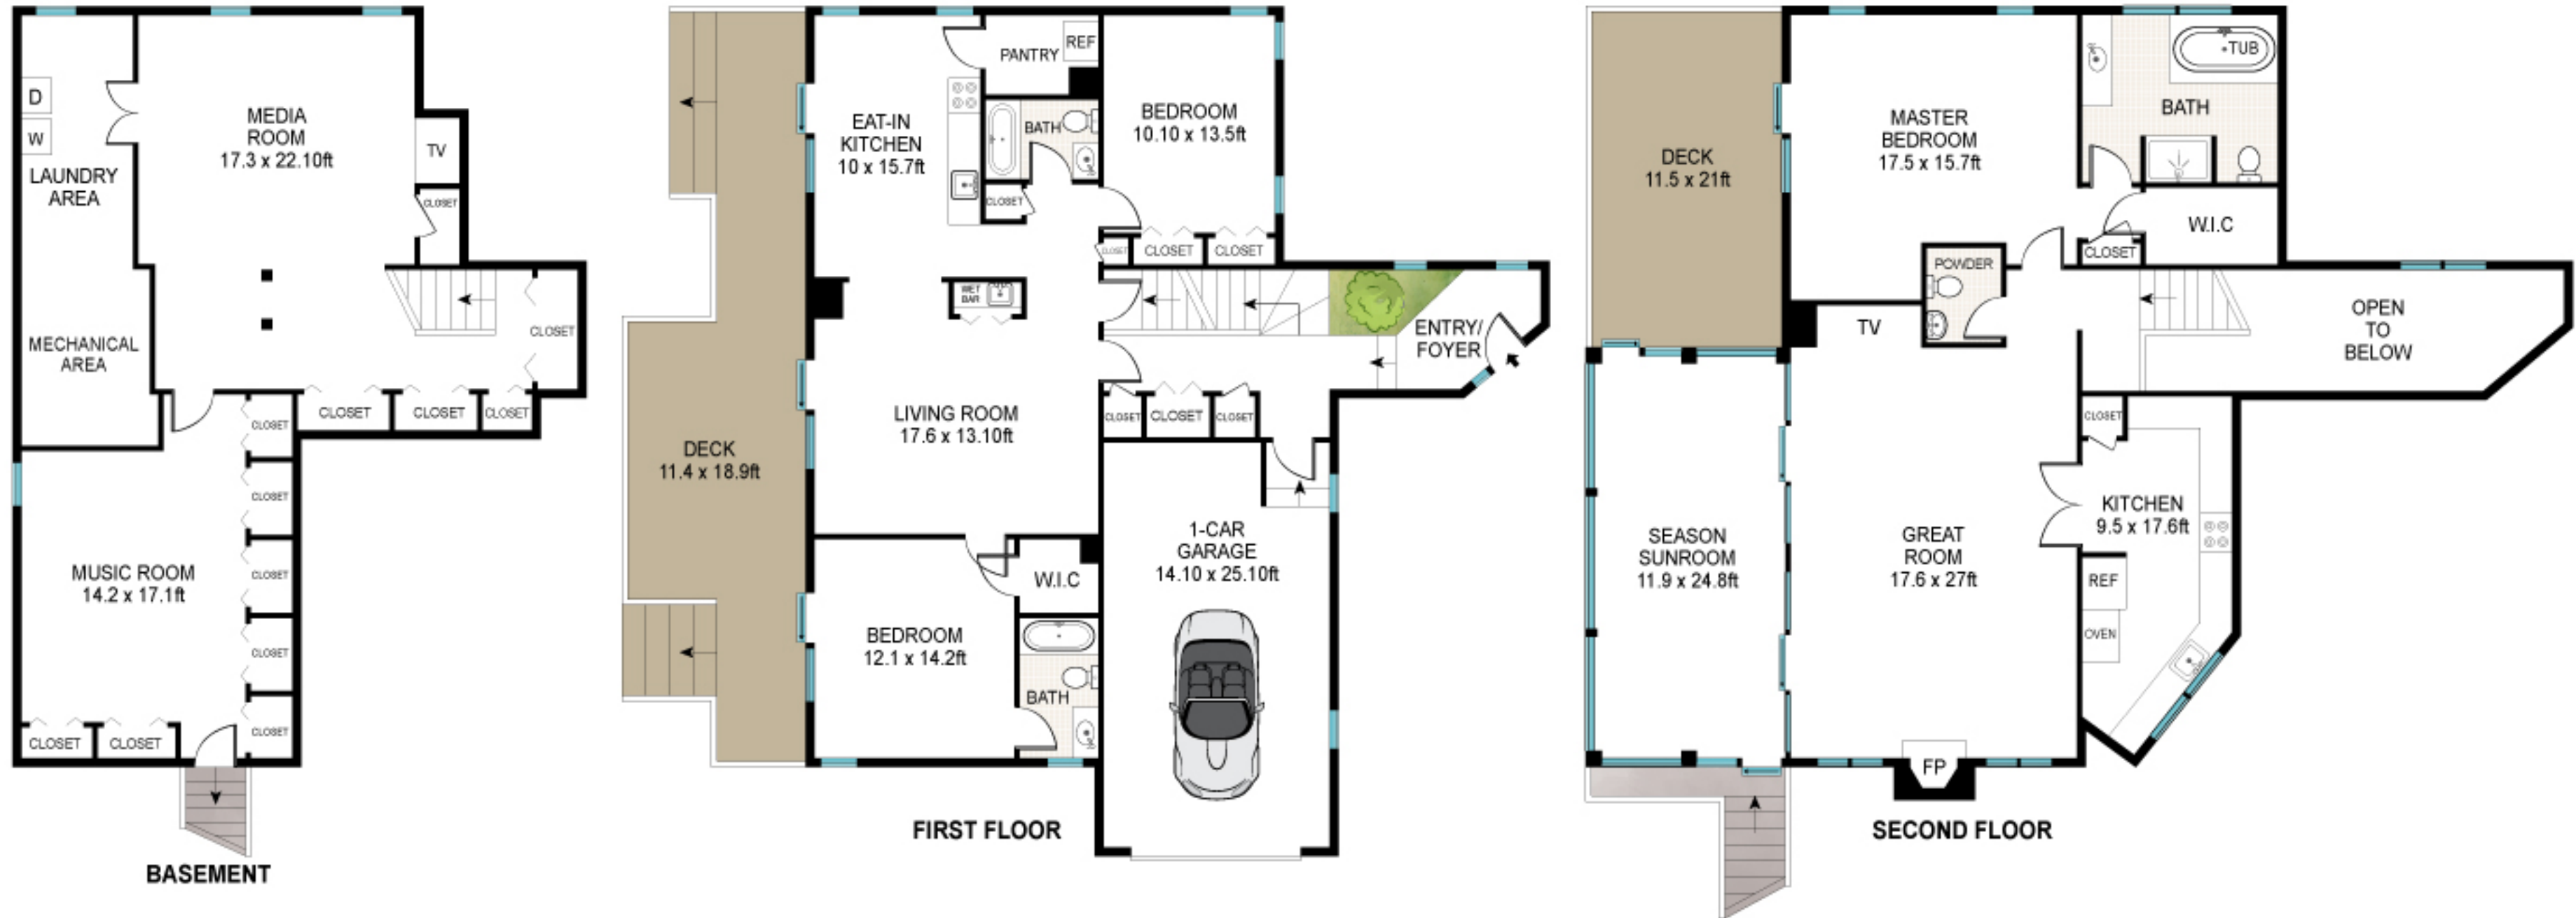 D
W
LAUNDRY
AREA
MEDIA
ROOM
17.3 x 22.10ft
TV
CLOSET
MECHANICAL
AREA
CLOSET
CLOSET
CLOSET
CLOSET
CLOSET
CLOSET
CLOSET
CLOSET
CLOSET
MUSIC ROOM
14.2 x 17.1ft
CLOSET
CLOSET
BASEMENT
EAT-IN
KITCHEN
10 x 15.7ft
PANTRY
REF
BATH
CLOSET
BEDROOM
10.10 x 13.5ft
CLOSET
CLOSET
CLOSET
WET
BAR
ENTRY/
FOYER
LIVING ROOM
17.6 x 13.10ft
CLOSET
CLOSET
CLOSET
DECK
11.4 x 18.9ft
1-CAR
GARAGE
14.10 x 25.10ft
W.I.C
BEDROOM
12.1 x 14.2ft
BATH
FIRST FLOOR
DECK
11.5 x 21ft
MASTER
BEDROOM
17.5 x 15.7ft
TUB
BATH
W.I.C
CLOSET
POWDER
TV
OPEN
TO
BELOW
CLOSET
KITCHEN
9.5 x 17.6ft
REF
OVEN
SEASON
SUNROOM
11.9 x 24.8ft
GREAT
ROOM
17.6 x 27ft
FP
SECOND FLOOR